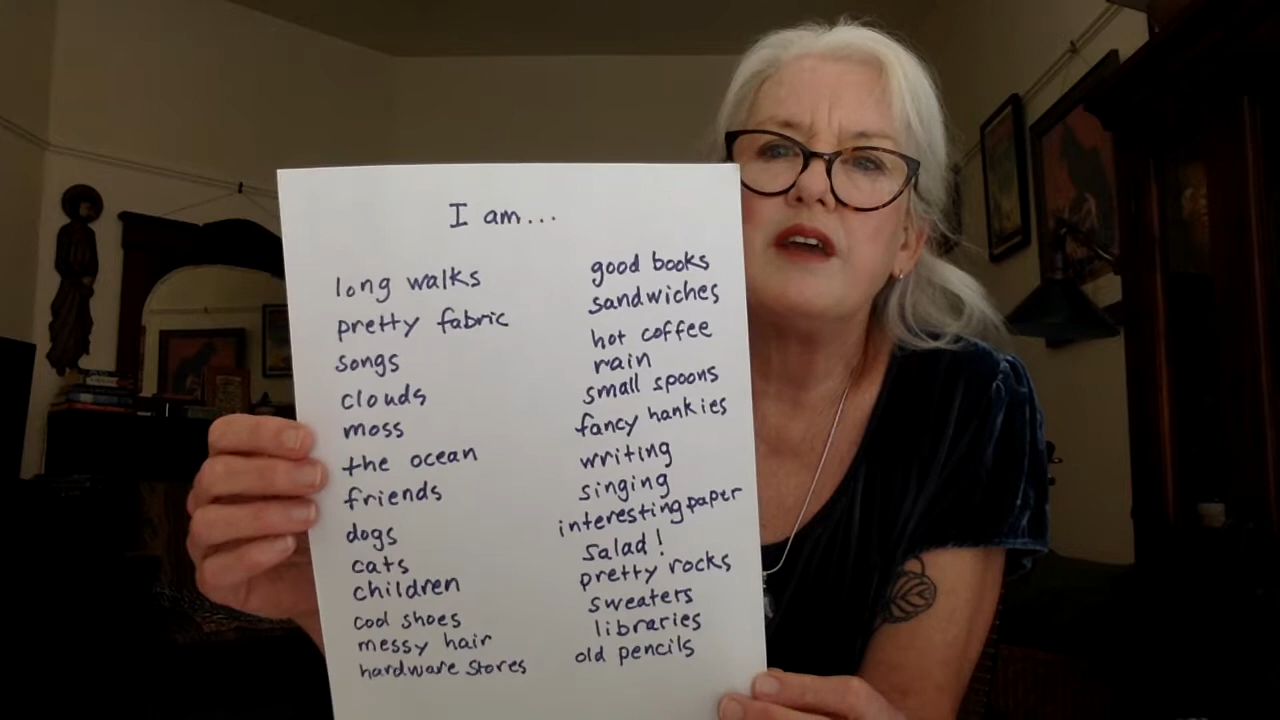 I am...
long walks
pretty fabric
songs
clouds
moss
the ocean
friends
dogs
cats
children
cool shoes
messy hair
hardware stores
good books
sandwiches
hot coffee
rain
small spoons
fancy hankies
writing
singing
interesting paper
salad!
pretty rocks
sweaters
libraries
old pencils